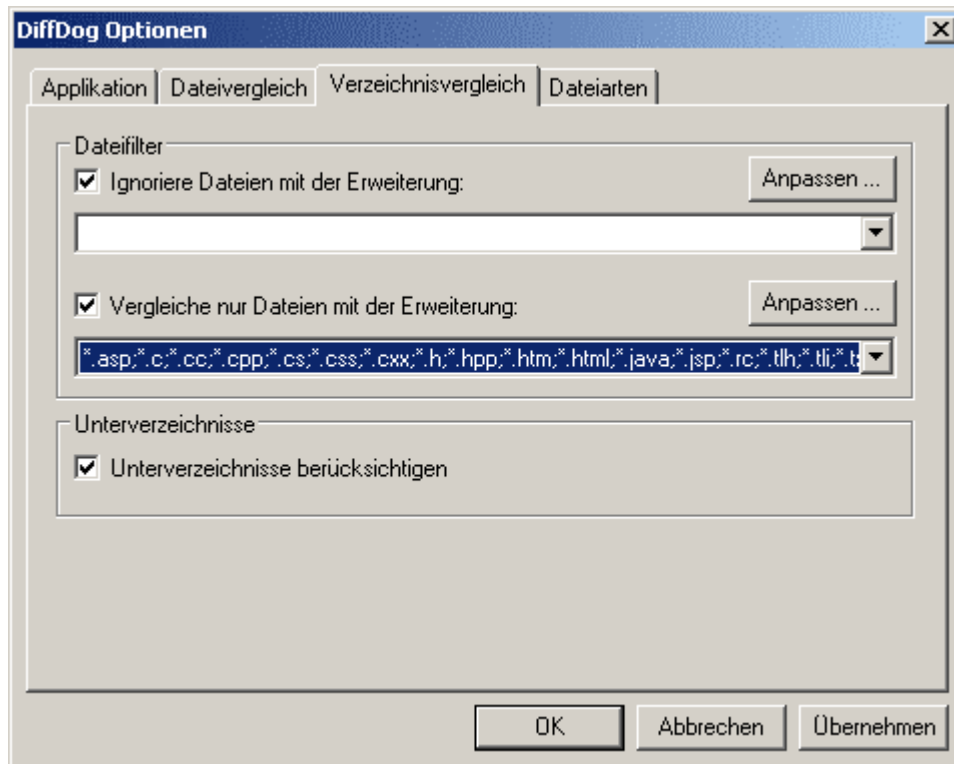 DiffDog Optionen
Applikation Dateivergleich Verzeichnisvergleich Dateiarten
Dateifilter
Ignoriere Dateien mit der Erweiterung: Anpassen ...
Vergleiche nur Dateien mit der Erweiterung: Anpassen ...
*.asp;*.c;*.cc;*.cpp;*.cs;*.css;*.cxx;*.h;*.hpp;*.htm;*.html;*.java;*.jsp;*.rc;*.tlh;*.tli;
Unterverzeichnisse
Unterverzeichnisse berücksichtigen
OK Abbrechen Übernehmen